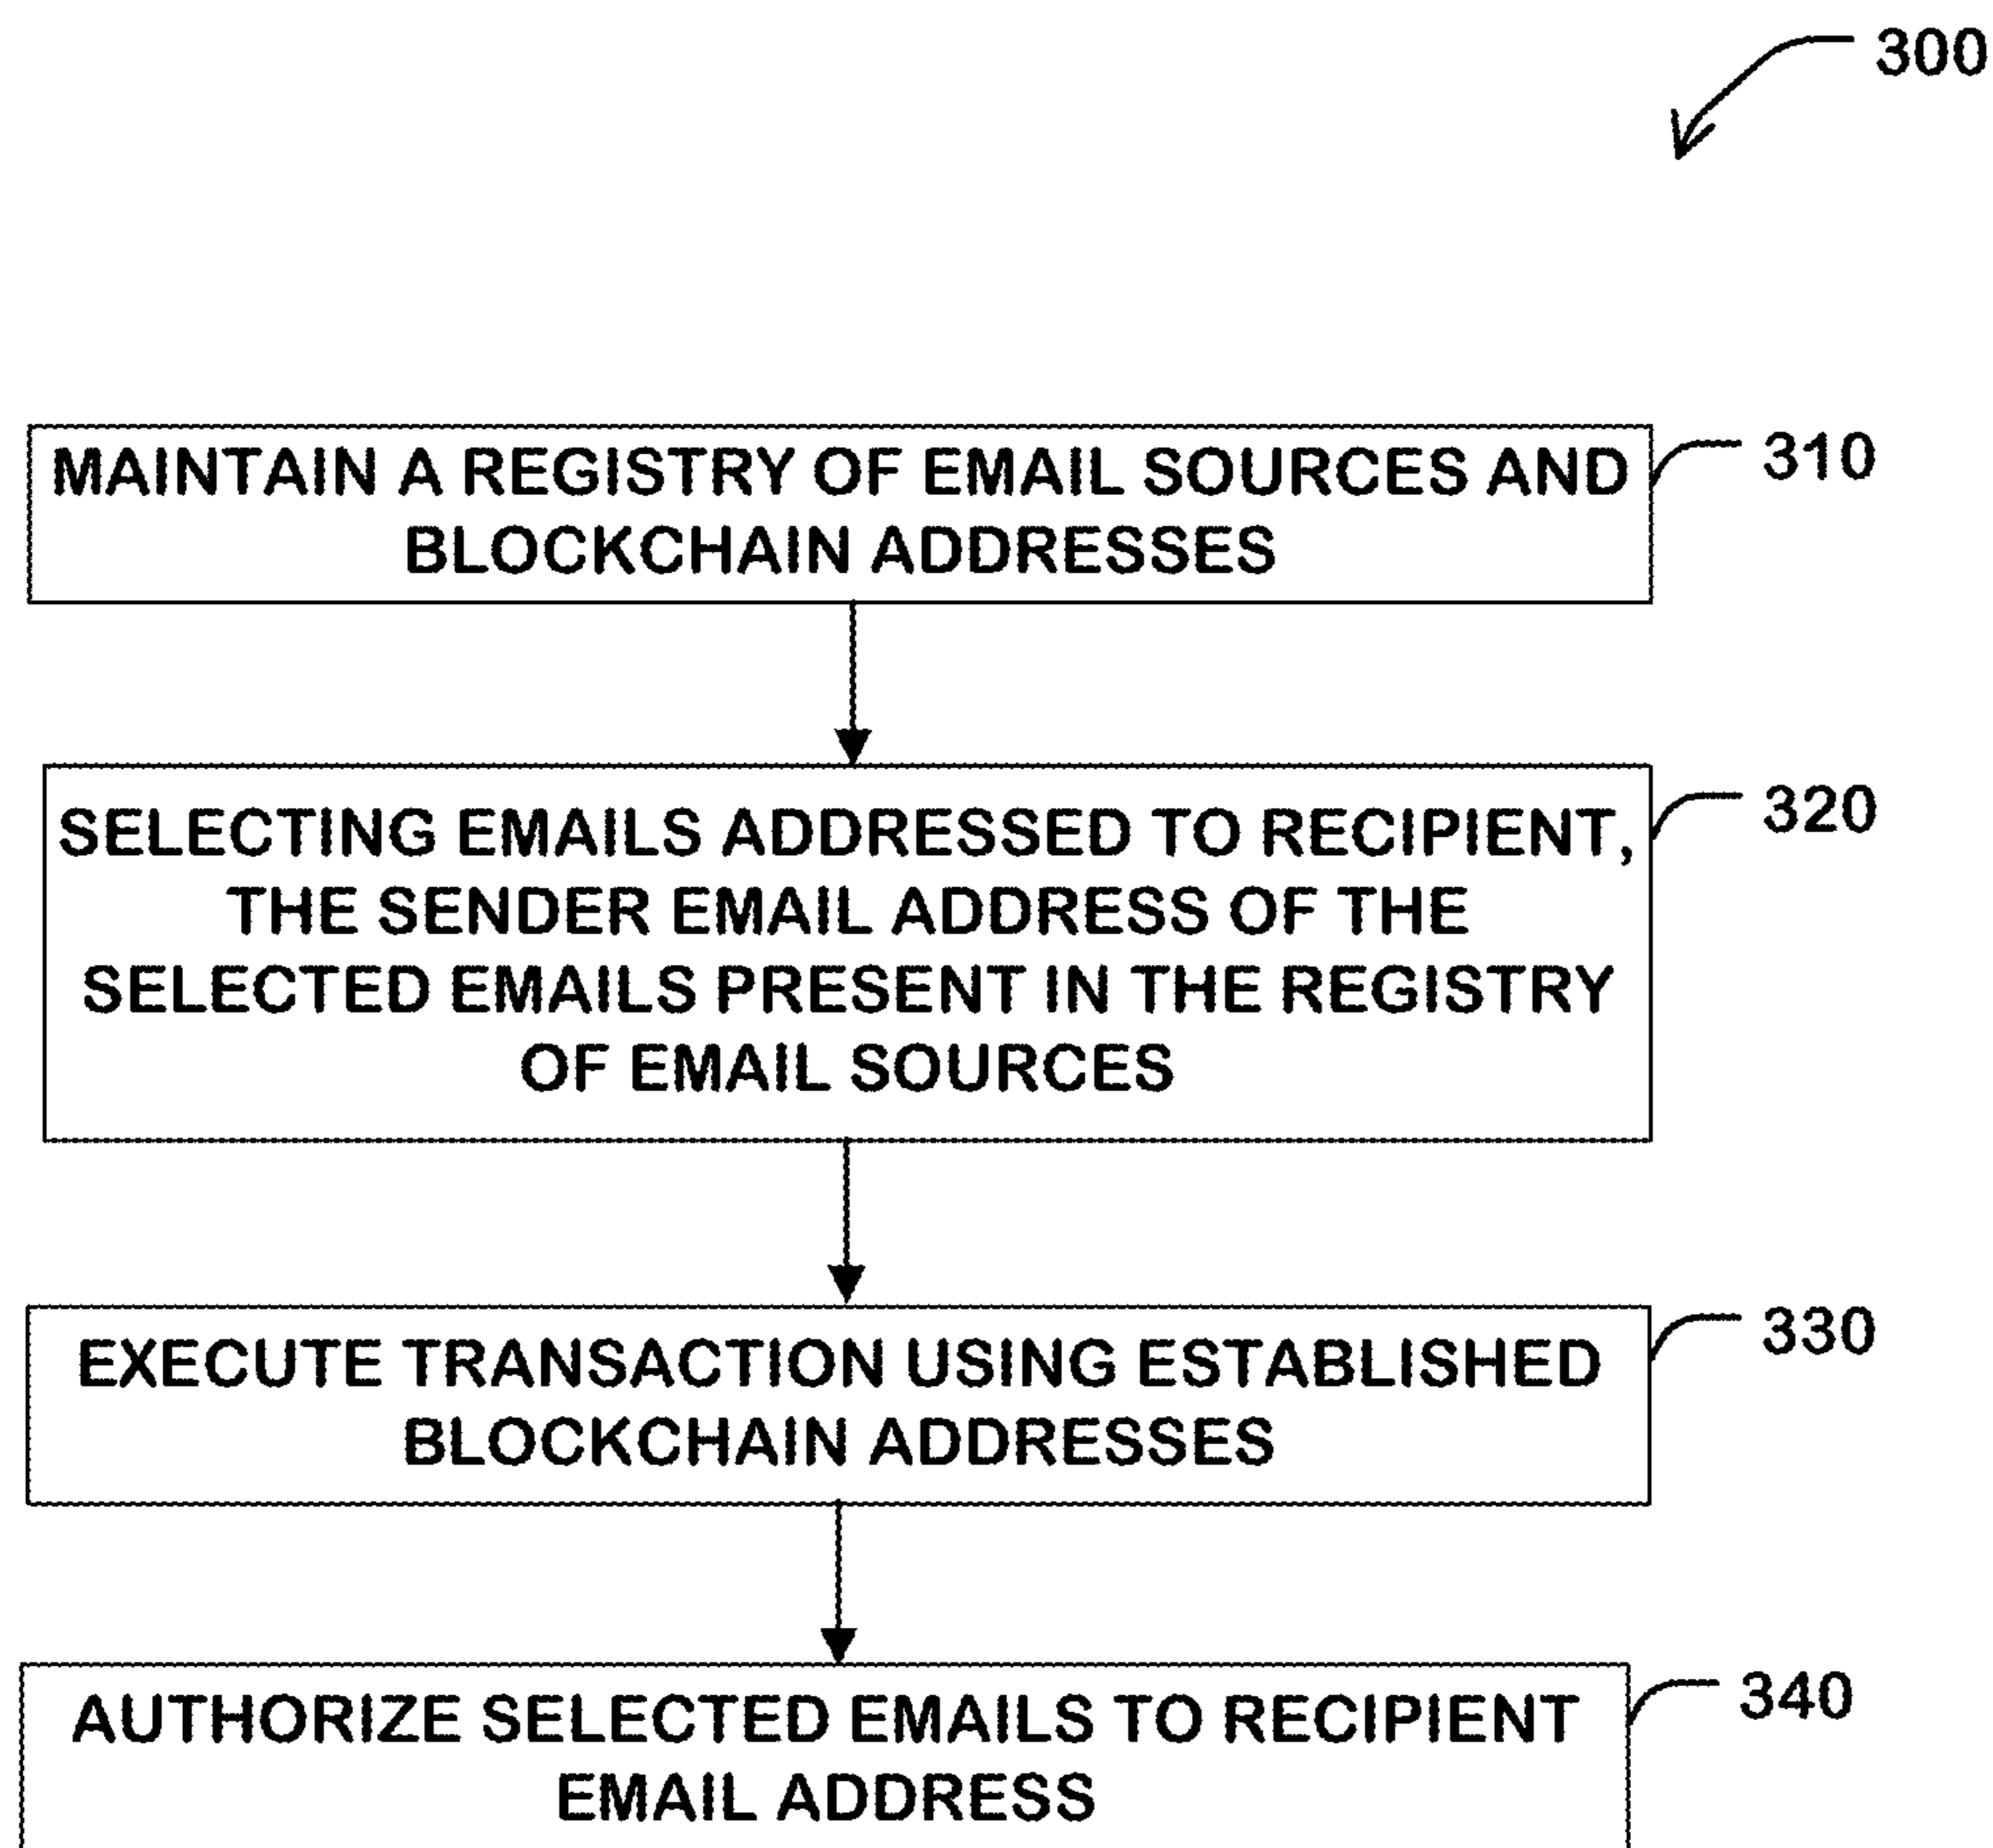 300
MAINTAIN A REGISTRY OF EMAIL SOURCES AND
BLOCKCHAIN ADDRESSES
310
SELECTING EMAILS ADDRESSED TO RECIPIENT,
THE SENDER EMAIL ADDRESS OF THE
SELECTED EMAILS PRESENT IN THE REGISTRY
OF EMAIL SOURCES
320
EXECUTE TRANSACTION USING ESTABLISHED
BLOCKCHAIN ADDRESSES
330
AUTHORIZE SELECTED EMAILS TO RECIPIENT
EMAIL ADDRESS
340